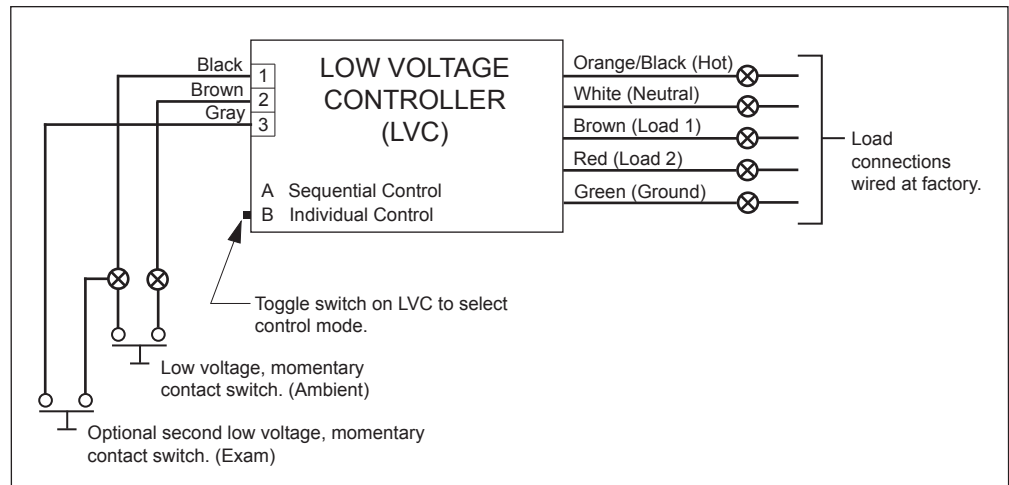 Black
1
Brown
2
Gray
3
LOW VOLTAGE
CONTROLLER
(LVC)
A Sequential Control
B Individual Control
Orange/Black (Hot)
White (Neutral)
Brown (Load 1)
Red (Load 2)
Green (Ground)
Load
connections
wired at factory.
Toggle switch on LVC to select
control mode.
Low voltage, momentary
contact switch. (Ambient)
Optional second low voltage, momentary
contact switch. (Exam)